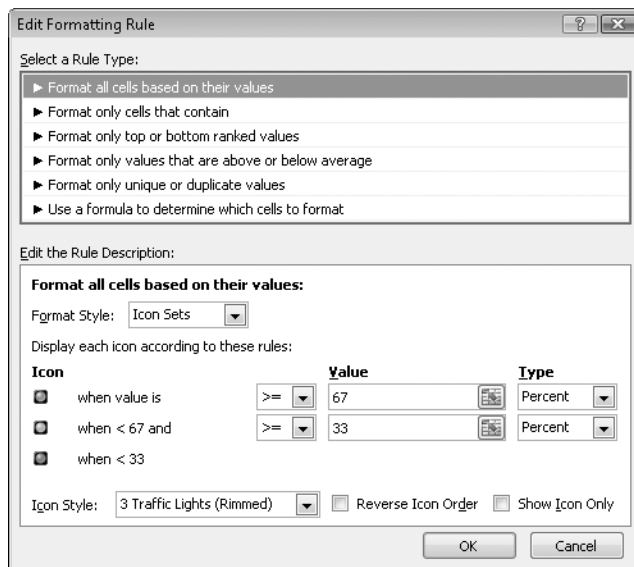 Edit Formatting Rule
Select a Rule Type:
► Format all cells based on their values
► Format only cells that contain
► Format only top or bottom ranked values
► Format only values that are above or below average
► Format only unique or duplicate values
► Use a formula to determine which cells to format
Edit the Rule Description:
Format all cells based on their values:
Format Style: Icon Sets
Display each icon according to these rules:
Icon Value Type
when value is >= 67 Percent
when < 67 and >= 33 Percent
when < 33
Icon Style: 3 Traffic Lights (Rimmed) Reverse Icon Order Show Icon Only
OK Cancel